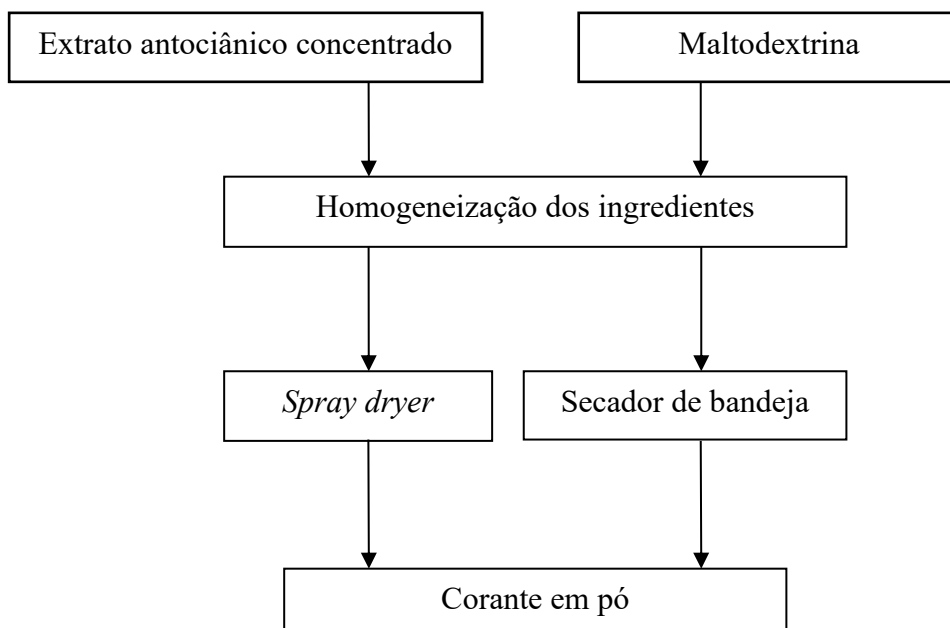 Extrato antociânico concentrado
Maltodextrina
Homogeneização dos ingredientes
Spray dryer
Secador de bandeja
Corante em pó